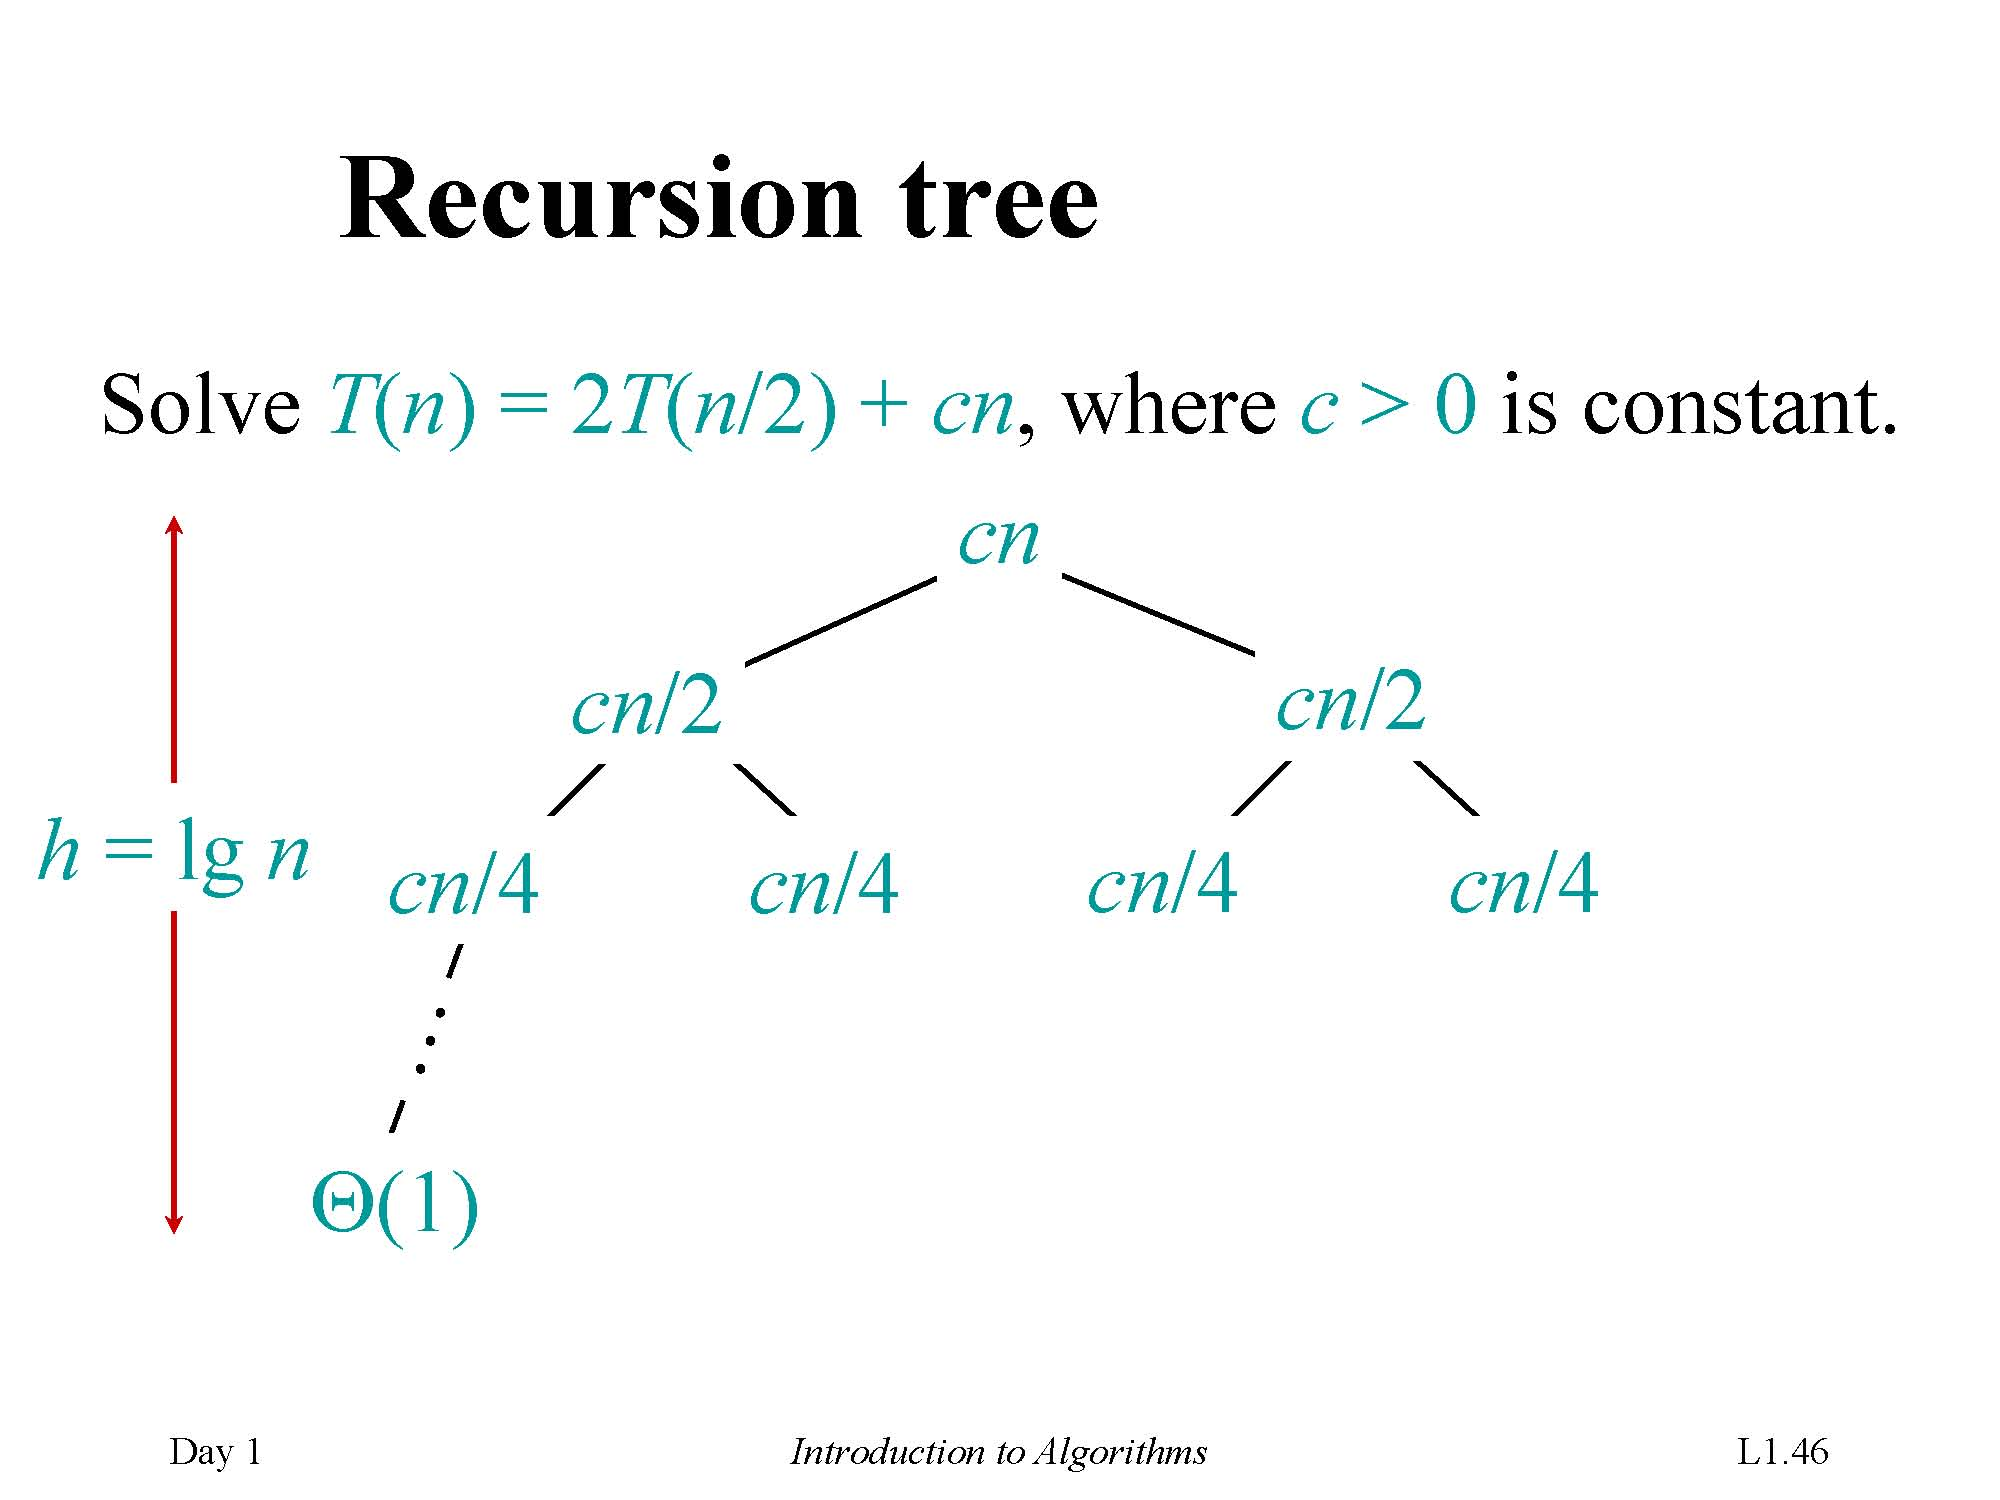 Recursion tree
Solve T(n) = 2T(n/2) + cn, where c > 0 is constant.
cn
cn/2 cn/2
h = lg n cn/4 cn/4 cn/4 cn/4
Θ(1)
Day 1 Introduction to Algorithms L1.46